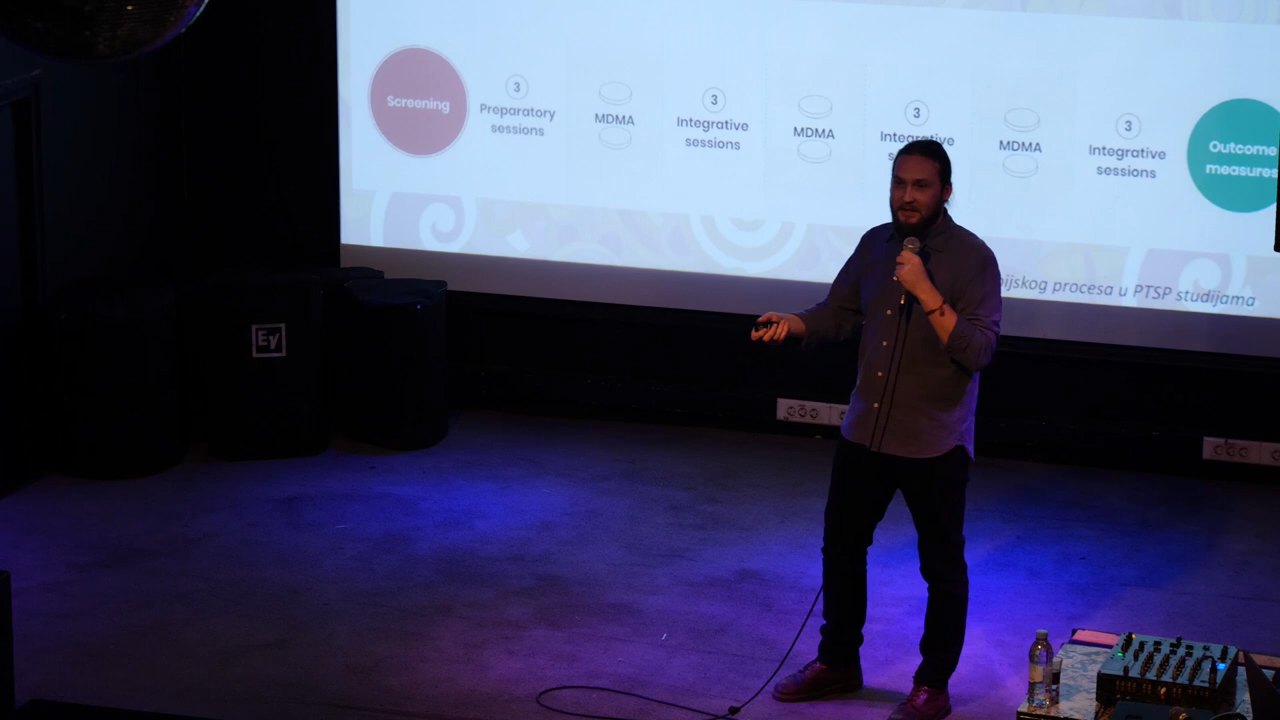 Screening
3
Preparatory
sessions
MDMA
3
Integrative
sessions
MDMA
3
Integrative
MDMA
3
Integrative
sessions
Outcome
measures
procesa u PTSP studijama
EV